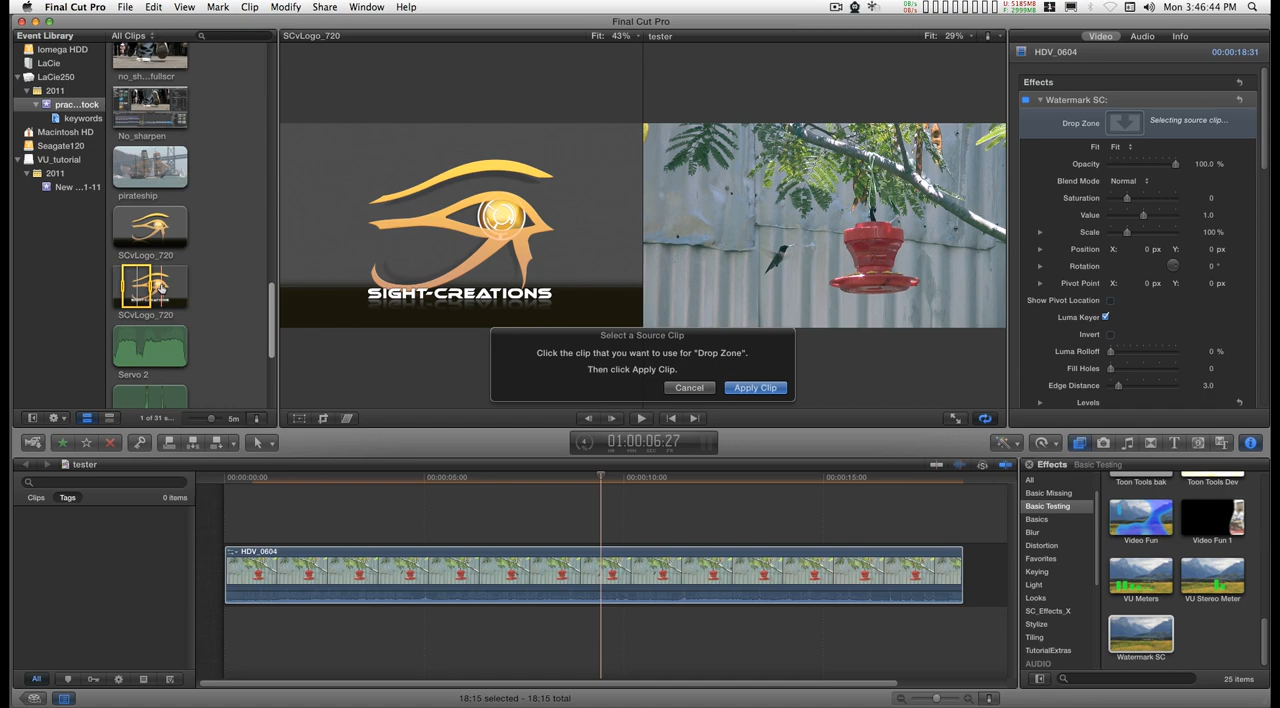 Final Cut Pro File Edit View Mark Clip Modify Share Window Help Mon 3:46:44 PM
Final Cut Pro
Event Library All Clips
SCvLogo_720 Fit: 43% tester Fit: 29%
Video Audio Info
Iomega HDD
LaCie
LaCie250
2011
prac...tock
keywords
Macintosh HD
Seagate120
VU_tutorial
2011
New ...1-11
no_sh...fullscr
No_sharpen
pirateship
SCvLogo_720
SCvLogo_720
Servo 2
SIGHT-CREATIONS
HDV_0604 00:00:18:31
Effects
Watermark SC:
Drop Zone Selecting source clip...
Fit Fit
Opacity 100.0 %
Blend Mode Normal
Saturation 0
Value 1.0
Scale 100 %
Position X: 0 px Y: 0 px
Rotation 0 °
Pivot Point X: 0 px Y: 0 px
Show Pivot Location
Luma Keyer
Invert
Luma Rolloff 0 %
Fill Holes 0
Edge Distance 3.0
Levels
Select a Source Clip
Click the clip that you want to use for "Drop Zone".
Then click Apply Clip.
Cancel Apply Clip
1 of 31 s... 5m
01:00:06:27
HR MIN SEC FR
tester
Clips Tags 0 items
00:00:00:00 00:00:05:00 00:00:10:00 00:00:15:00
HDV_0604
All
18:15 selected - 18:15 total
Effects Basic Testing
All
Basic Missing
Basic Testing
Basics
Blur
Distortion
Favorites
Keying
Light
Looks
SC_Effects_X
Stylize
Tiling
TutorialExtras
AUDIO
Toon Tools bak Toon Tools Dev
Video Fun Video Fun 1
VU Meters VU Stereo Meter
Watermark SC
25 items